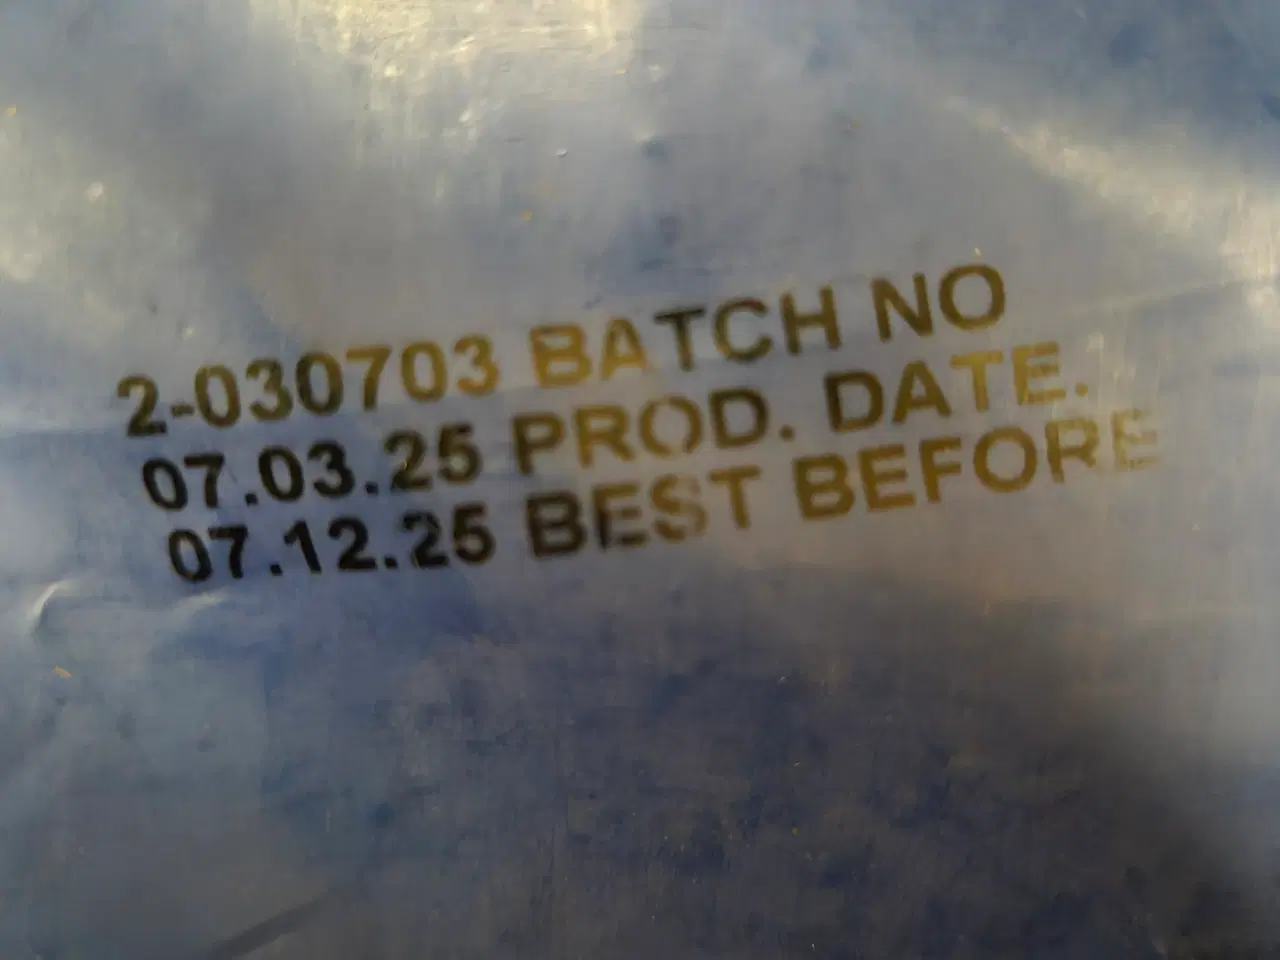 2-030703 BATCH NO
07.03.25 PROD. DATE.
07.12.25 BEST BEFORE